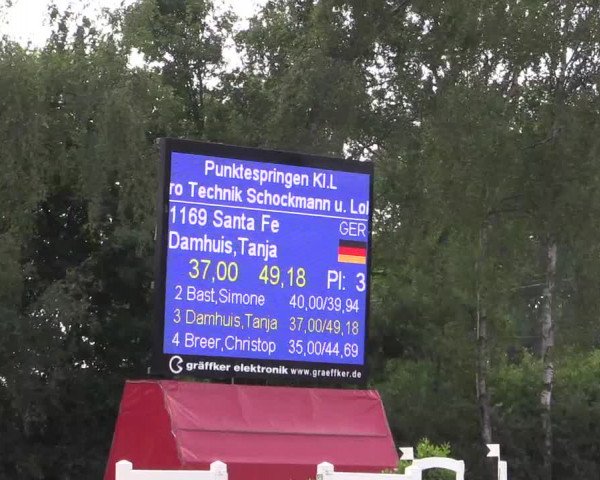 Punktespringen Kl.L
ro Technik Schockmann u. Lol
1169 Santa Fe GER
Damhuis,Tanja
37,00 49,18 Pl: 3
2 Bast,Simone 40,00/39,94
3 Damhuis,Tanja 37,00/49,18
4 Breer,Christop 35,00/44,69
gräffker elektronik www.graeffker.de